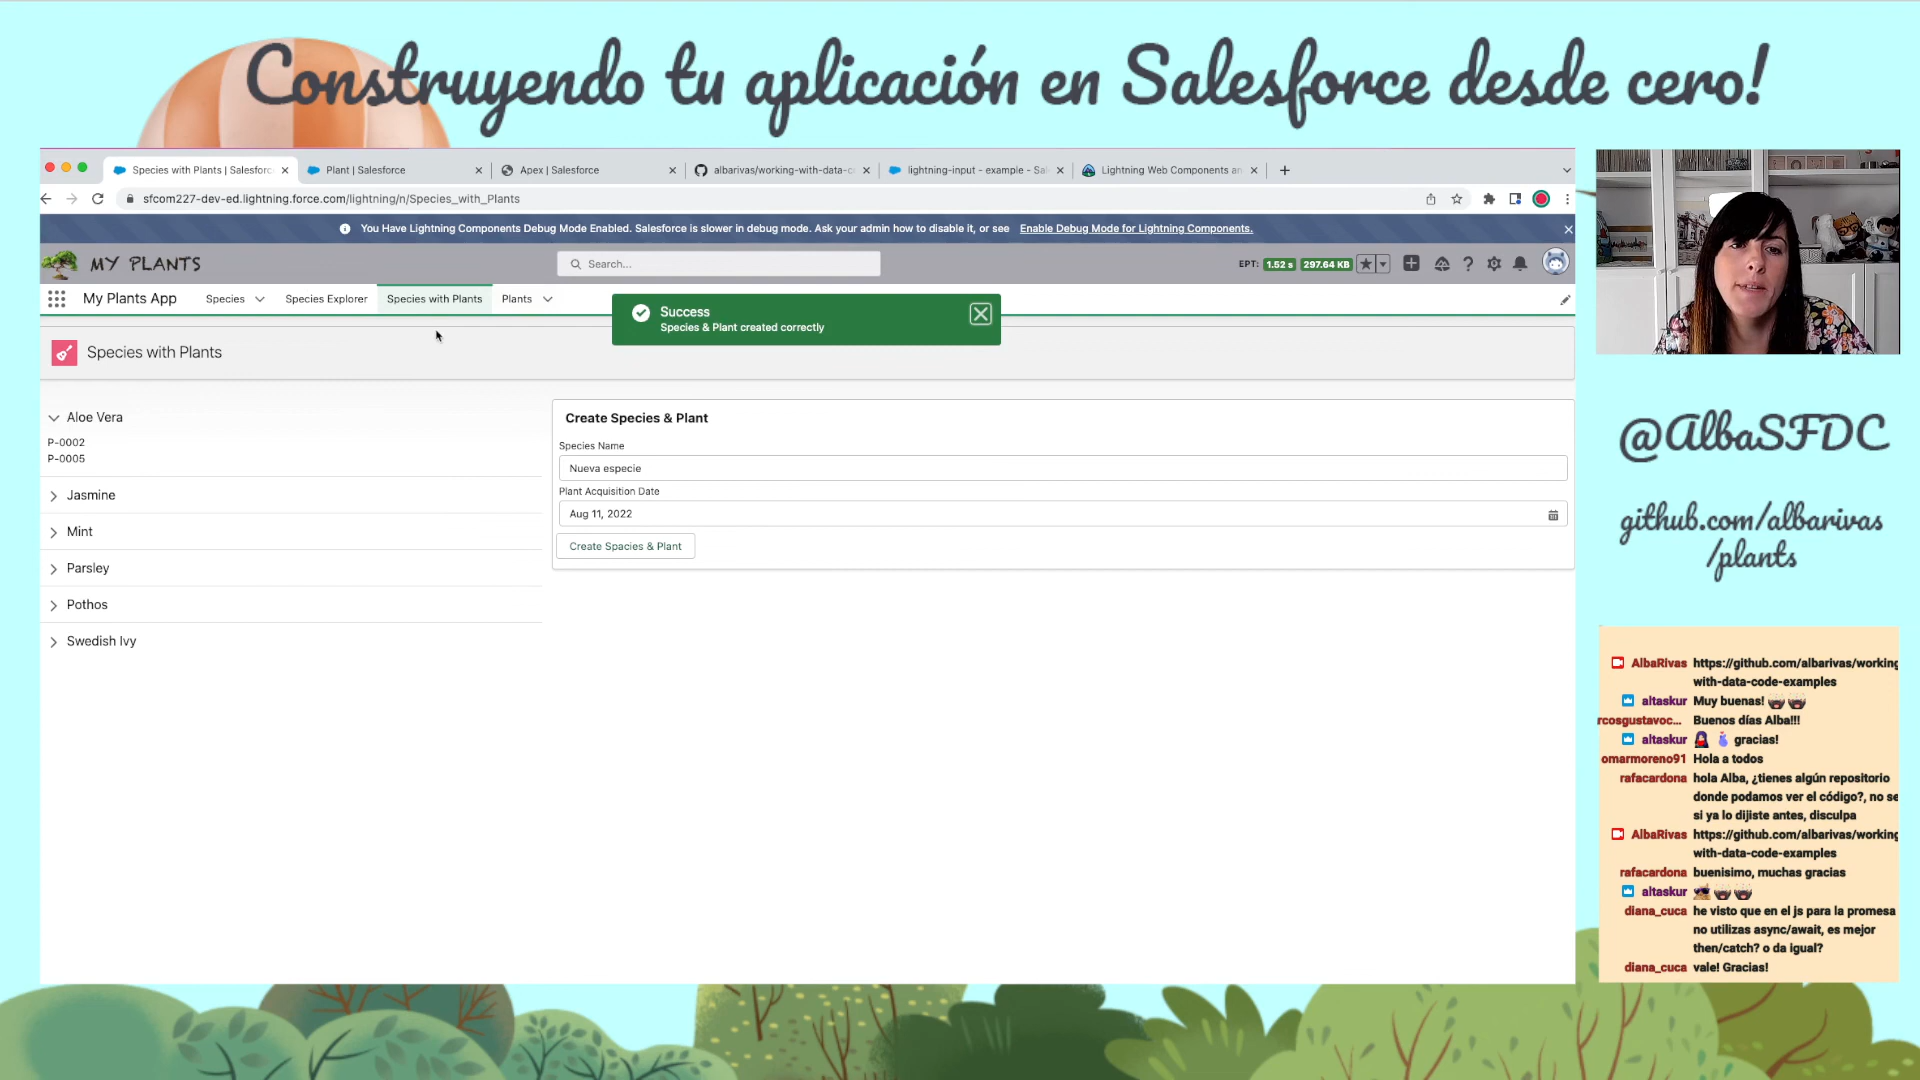 Construyendo tu aplicación en Salesforce desde cero!
Species with Plants | Salesforc
Plant | Salesforce
Apex | Salesforce
albarivas/working-with-data-c
lightning-input - example - Sal
Lightning Web Components an
sfcom227-dev-ed.lightning.force.com/lightning/n/Species_with_Plants
You Have Lightning Components Debug Mode Enabled. Salesforce is slower in debug mode. Ask your admin how to disable it, or see Enable Debug Mode for Lightning Components.
MY PLANTS
Search...
EPT: 1.52 s 297.64 KB
My Plants App
Species
Species Explorer
Species with Plants
Plants
Success
Species & Plant created correctly
Species with Plants
Aloe Vera
P-0002
P-0005
Jasmine
Mint
Parsley
Pothos
Swedish Ivy
Create Species & Plant
Species Name
Nueva especie
Plant Acquisition Date
Aug 11, 2022
Create Spacies & Plant
@AlbaSFDC
github.com/albarivas
/plants
AlbaRivas https://github.com/albarivas/working
with-data-code-examples
altaskur Muy buenas!
rcosgustavoc... Buenos días Alba!!!
altaskur gracias!
omarmoreno91 Hola a todos
rafacardona hola Alba, ¿tienes algún repositorio
donde podamos ver el código?, no se
si ya lo dijiste antes, disculpa
AlbaRivas https://github.com/albarivas/working
with-data-code-examples
rafacardona buenisimo, muchas gracias
altaskur
diana_cuca he visto que en el js para la promesa
no utilizas async/await, es mejor
then/catch? o da igual?
diana_cuca vale! Gracias!